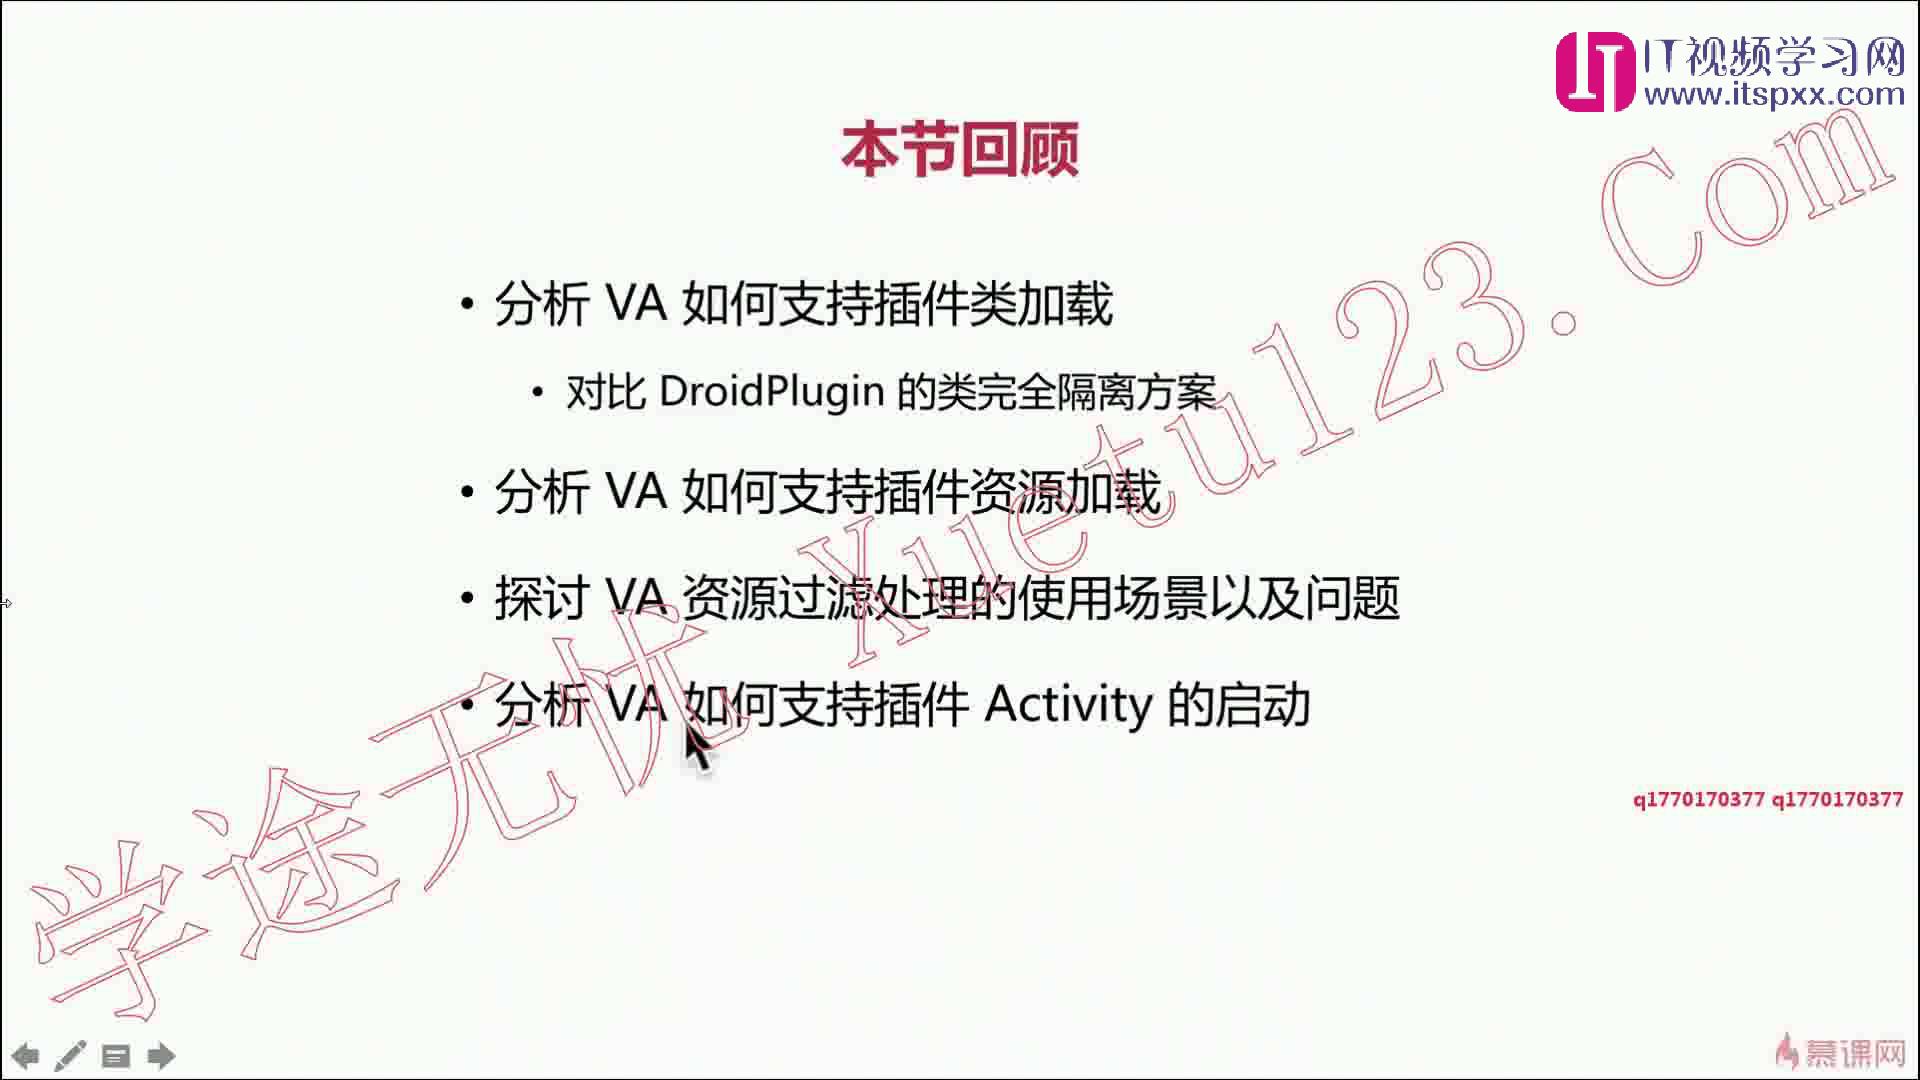 IT视频学习网
www.itspxx.com
本节回顾
• 分析 VA 如何支持插件类加载
• 对比 DroidPlugin 的类完全隔离方案
• 分析 VA 如何支持插件资源加载
• 探讨 VA 资源过滤处理的使用场景以及问题
• 分析 VA 如何支持插件 Activity 的启动
学途无忧 Xuetu123.Com
q1770170377 q1770170377
慕课网